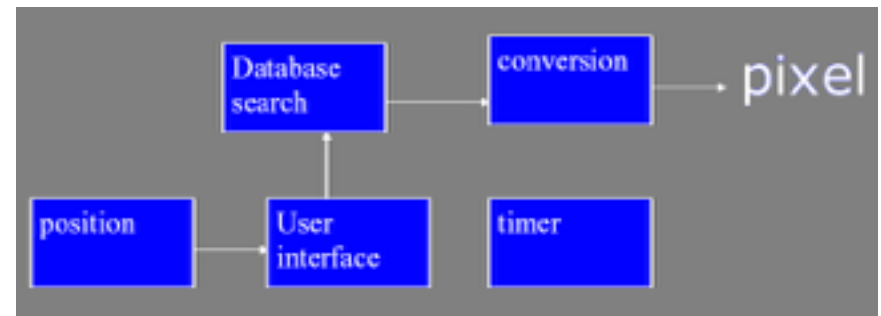 Database
search
conversion
pixel
position
User
interface
timer